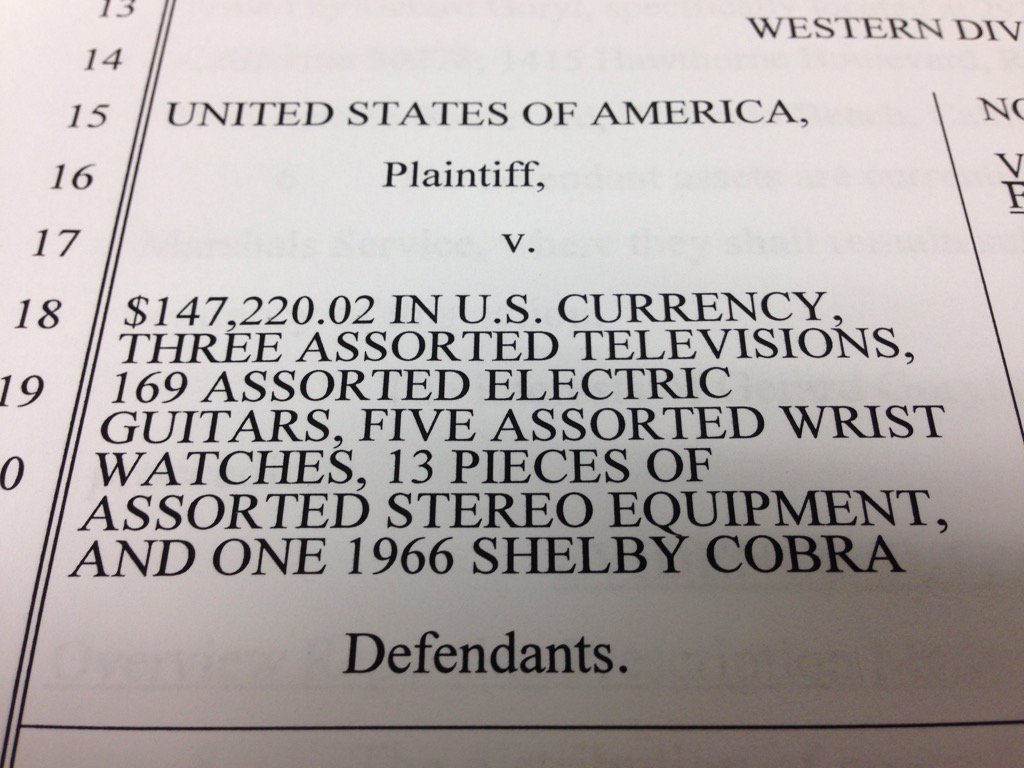 13
WESTERN DIV
14
15 UNITED STATES OF AMERICA, NO
16 Plaintiff, V
17 v.
18 $147,220.02 IN U.S. CURRENCY,
THREE ASSORTED TELEVISIONS,
19 169 ASSORTED ELECTRIC
GUITARS, FIVE ASSORTED WRIST
0 WATCHES, 13 PIECES OF
ASSORTED STEREO EQUIPMENT,
AND ONE 1966 SHELBY COBRA
Defendants.